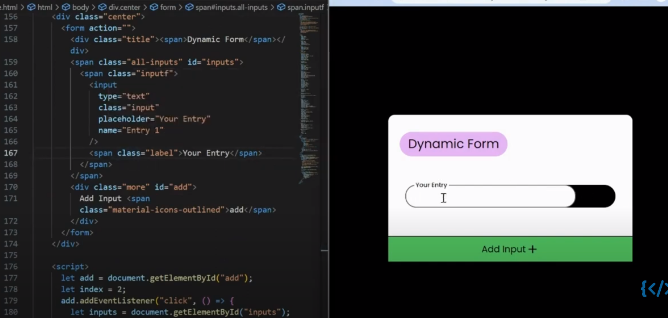 e.html > html > body > div.center > form > span#inputs.all-inputs > span.inputf
156 <div class="center">
157 <form action="">
158 <div class="title"><span>Dynamic Form</span></
div>
159 <span class="all-inputs" id="inputs">
160 <span class="inputf">
161 <input
162 type="text"
163 class="input"
164 placeholder="Your Entry"
165 name="Entry 1"
166 />
167 <span class="label">Your Entry</span>
168 </span>
169 </span>
170 <div class="more" id="add">
171 Add Input <span
class="material-icons-outlined">add</span>
172 </div>
173 </form>
174 </div>
175
176 <script>
177 let add = document.getElementById("add");
178 let index = 2;
179 add.addEventListener("click", () => {
180 let inputs = document.getElementById("inputs");
Dynamic Form
Your Entry
Add Input +
{</>